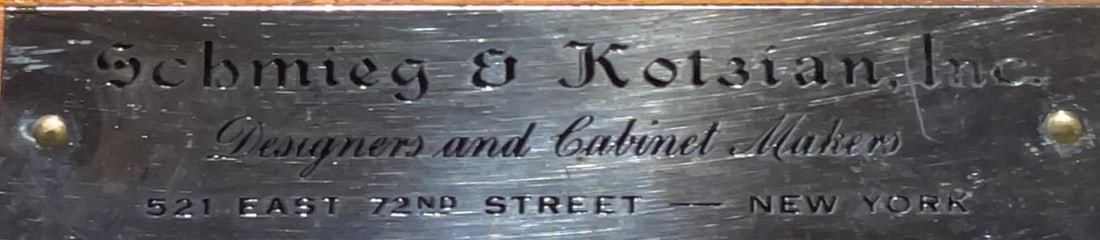 Schmieg & Kotzian, Inc.
Designers and Cabinet Makers
521 EAST 72ND STREET — NEW YORK